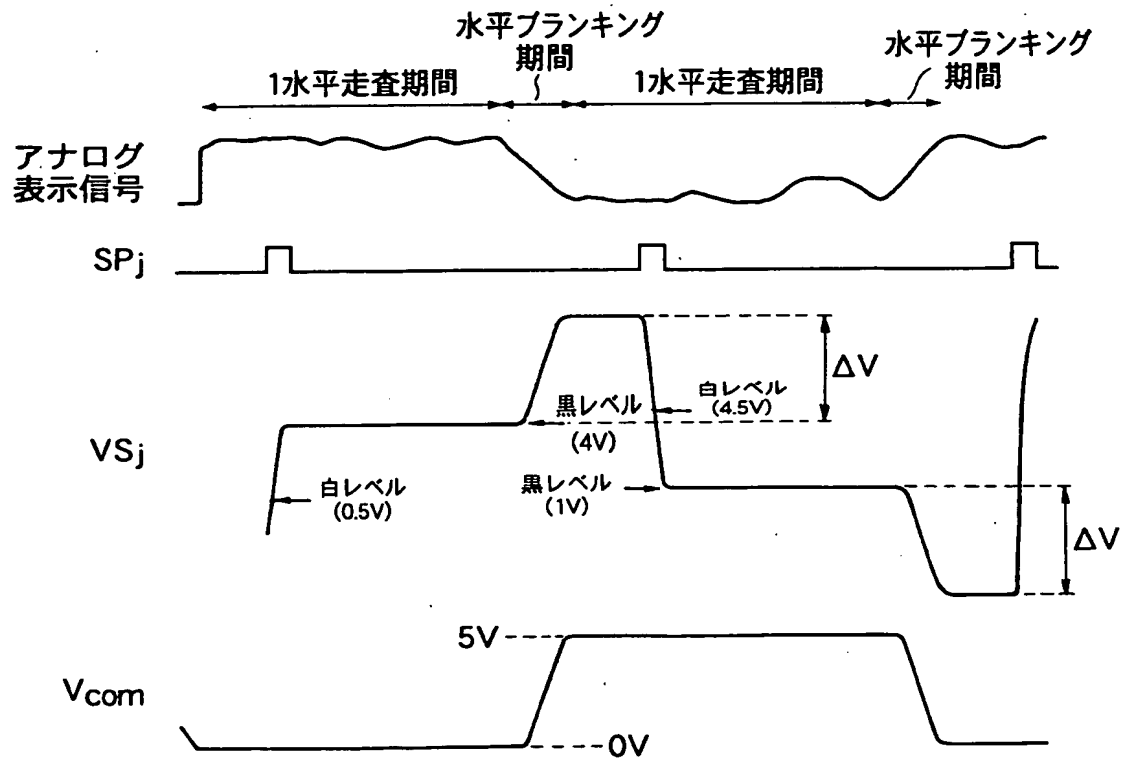 水平ブランキング
期間
水平ブランキング
期間
1水平走査期間
1水平走査期間
アナログ
表示信号
SPj
ΔV
白レベル
(4.5V)
黒レベル
(4V)
VSj
白レベル
(0.5V)
黒レベル
(1V)
ΔV
5V
Vcom
0V